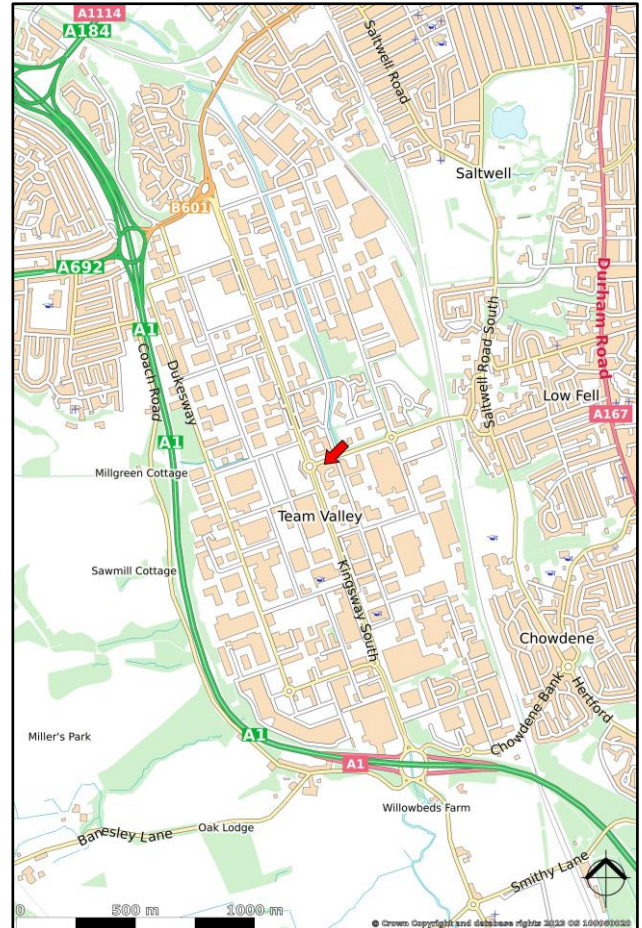 A1114
A184
Saltwell Road
Saltwell
B601
A692
A1
Coach Road
Dukesway
Durham Road
Saltwell Road South
Low Fell
A167
A1
Millgreen Cottage
Team Valley
Sawmill Cottage
Kingsway South
Chowdene
Hertford
Chowdene Bank
Miller's Park
A1
A1
Willowbeds Farm
Oak Lodge
Banesley Lane
Smithy Lane
0 500 m 1000 m
© Crown Copyright and database rights 2023 OS 100060020